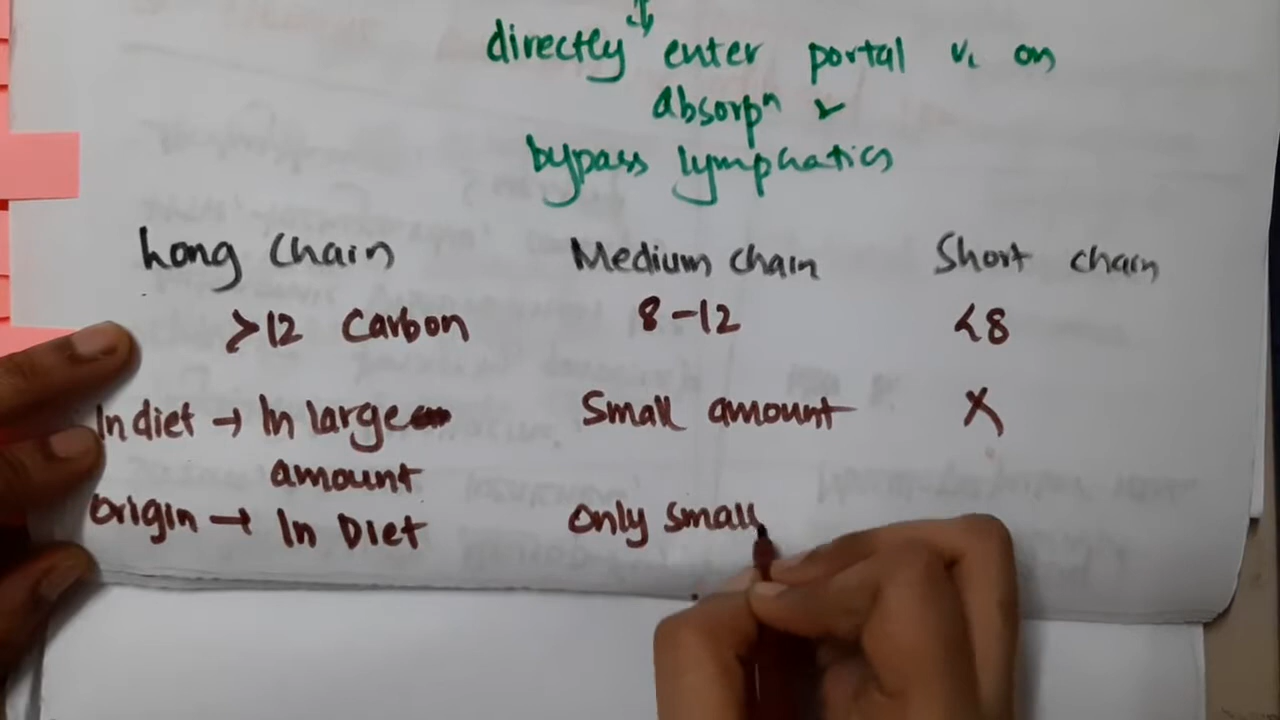 directly enter portal v. on
absorpⁿ &
bypass lymphatics
Long Chain Medium chain Short chain
>12 Carbon 8-12 <8
In diet → In large Small amount X
amount
Origin → In Diet Only small